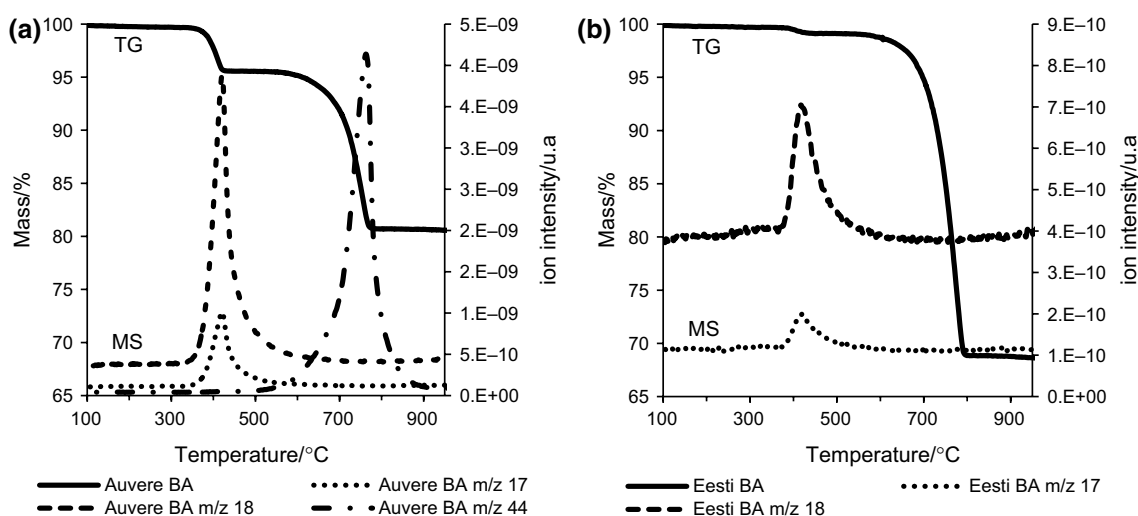 (a)
100
95
90
85
80
75
70
65
Mass/%
TG
MS
5.E–09
4.E–09
4.E–09
3.E–09
3.E–09
2.E–09
2.E–09
1.E–09
5.E–10
0.E+00
ion intensity/u.a
100 300 500 700 900
Temperature/°C
Auvere BA
Auvere BA m/z 17
Auvere BA m/z 18
Auvere BA m/z 44
(b)
100
95
90
85
80
75
70
65
Mass/%
TG
MS
9.E–10
8.E–10
7.E–10
6.E–10
5.E–10
4.E–10
3.E–10
2.E–10
1.E–10
0.E+00
ion intensity/u.a
100 300 500 700 900
Temperature/°C
Eesti BA
Eesti BA m/z 17
Eesti BA m/z 18